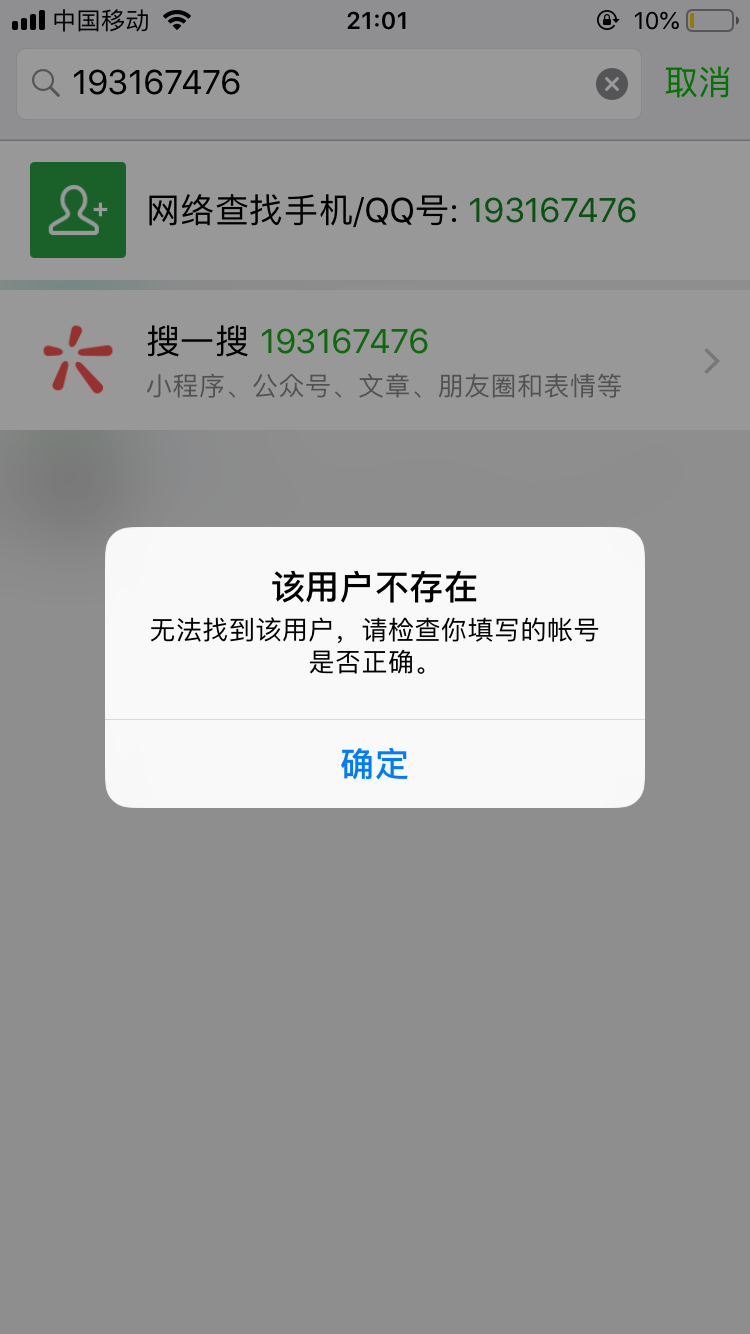 中国移动 21:01 10%
193167476 取消
网络查找手机/QQ号: 193167476
搜一搜 193167476
小程序、公众号、文章、朋友圈和表情等
该用户不存在
无法找到该用户，请检查你填写的帐号
是否正确。
确定